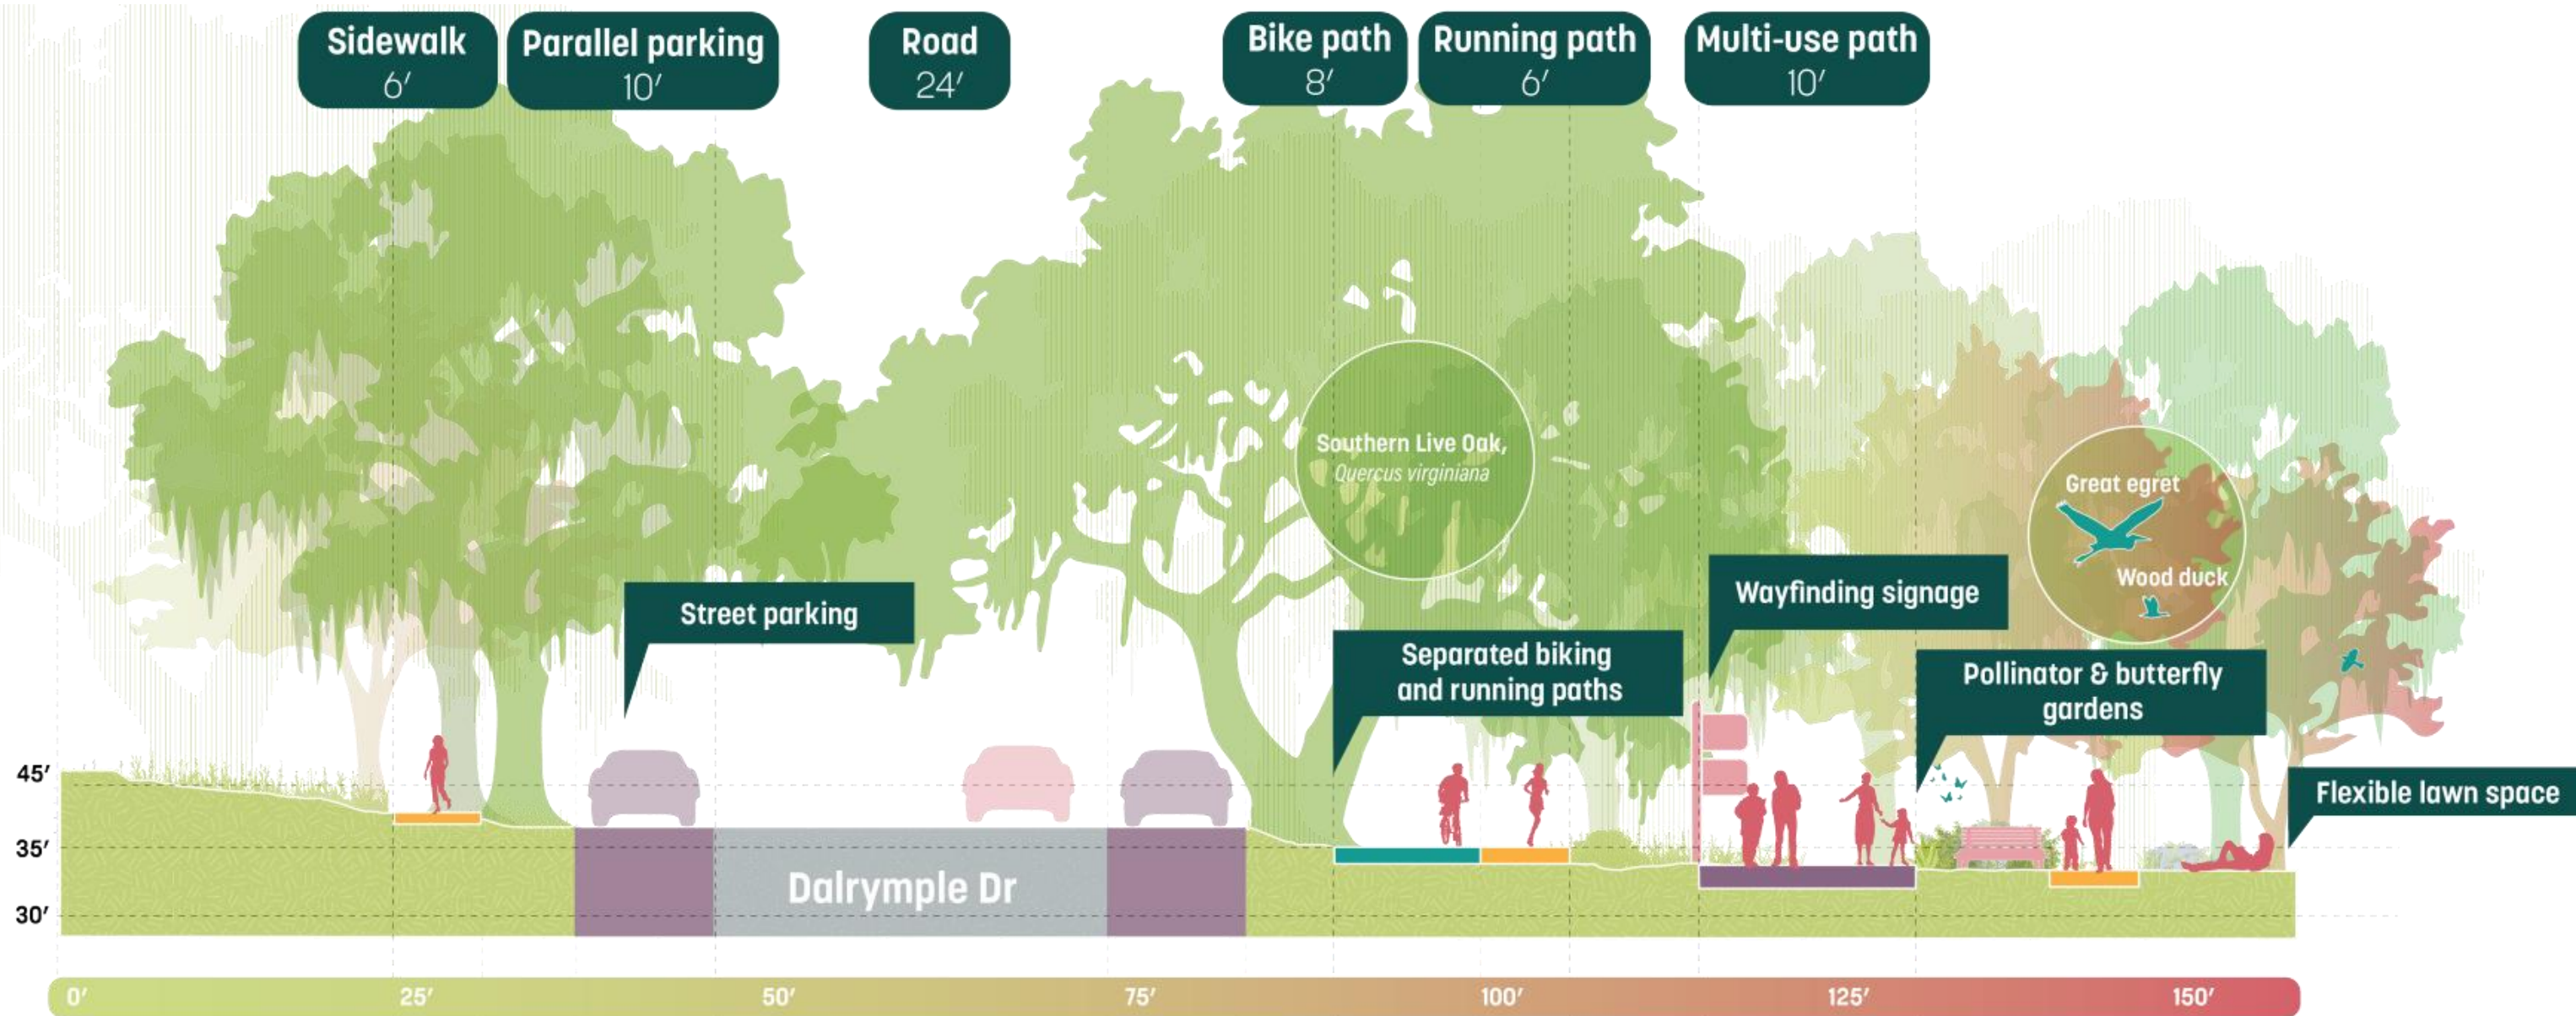 Sidewalk
6′
Parallel parking
10′
Road
24′
Bike path
8′
Running path
6′
Multi-use path
10′
Southern Live Oak,
Quercus virginiana
Great egret
Wood duck
Street parking
Wayfinding signage
Separated biking
and running paths
Pollinator & butterfly
gardens
Flexible lawn space
45′
35′
30′
Dalrymple Dr
0′
25′
50′
75′
100′
125′
150′